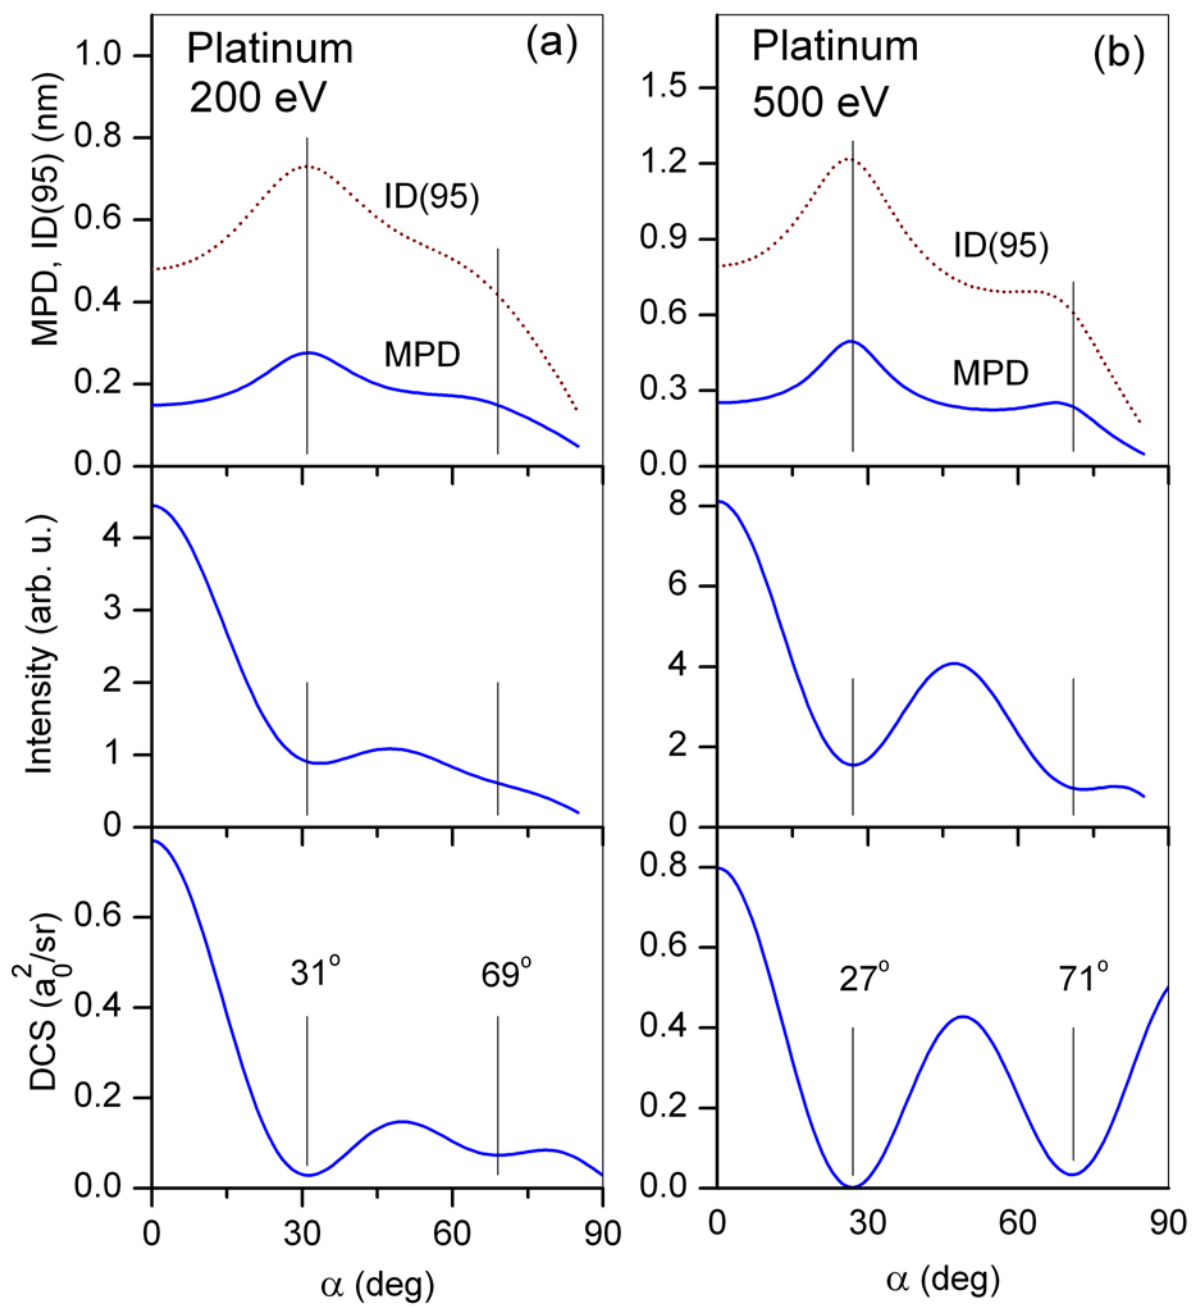 Platinum
200 eV
(a)
MPD, ID(95) (nm)
1.0
0.8
0.6
0.4
0.2
0.0
ID(95)
MPD
Platinum
500 eV
(b)
1.5
1.2
0.9
0.6
0.3
0.0
ID(95)
MPD
Intensity (arb. u.)
4
3
2
1
0
8
6
4
2
0
DCS (a₀²/sr)
0.6
0.4
0.2
0.0
31°
69°
0 30 60 90
α (deg)
0.8
0.6
0.4
0.2
0.0
27°
71°
0 30 60 90
α (deg)